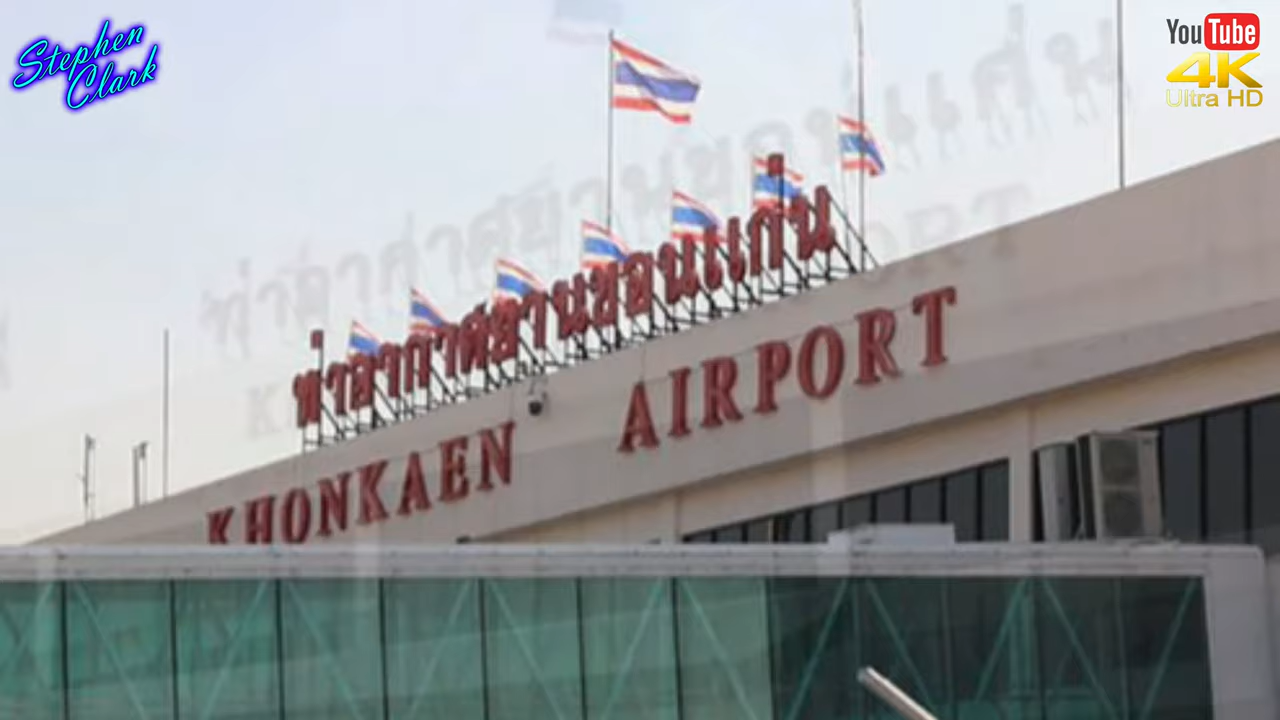 Stephen
Clark
YouTube
4K
Ultra HD
ท่าอากาศยานขอนแก่น
KHONKAEN AIRPORT